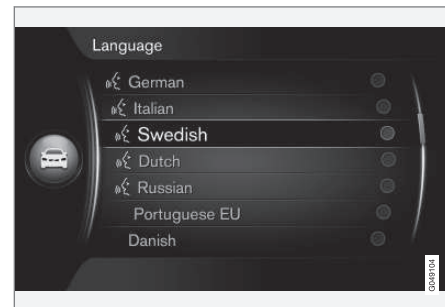 Language
German
Italian
Swedish
Dutch
Russian
Portuguese EU
Danish
G049104